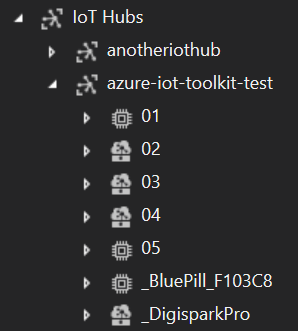 IoT Hubs
anotheriothub
azure-iot-toolkit-test
01
02
03
04
05
_BluePill_F103C8
_DigisparkPro